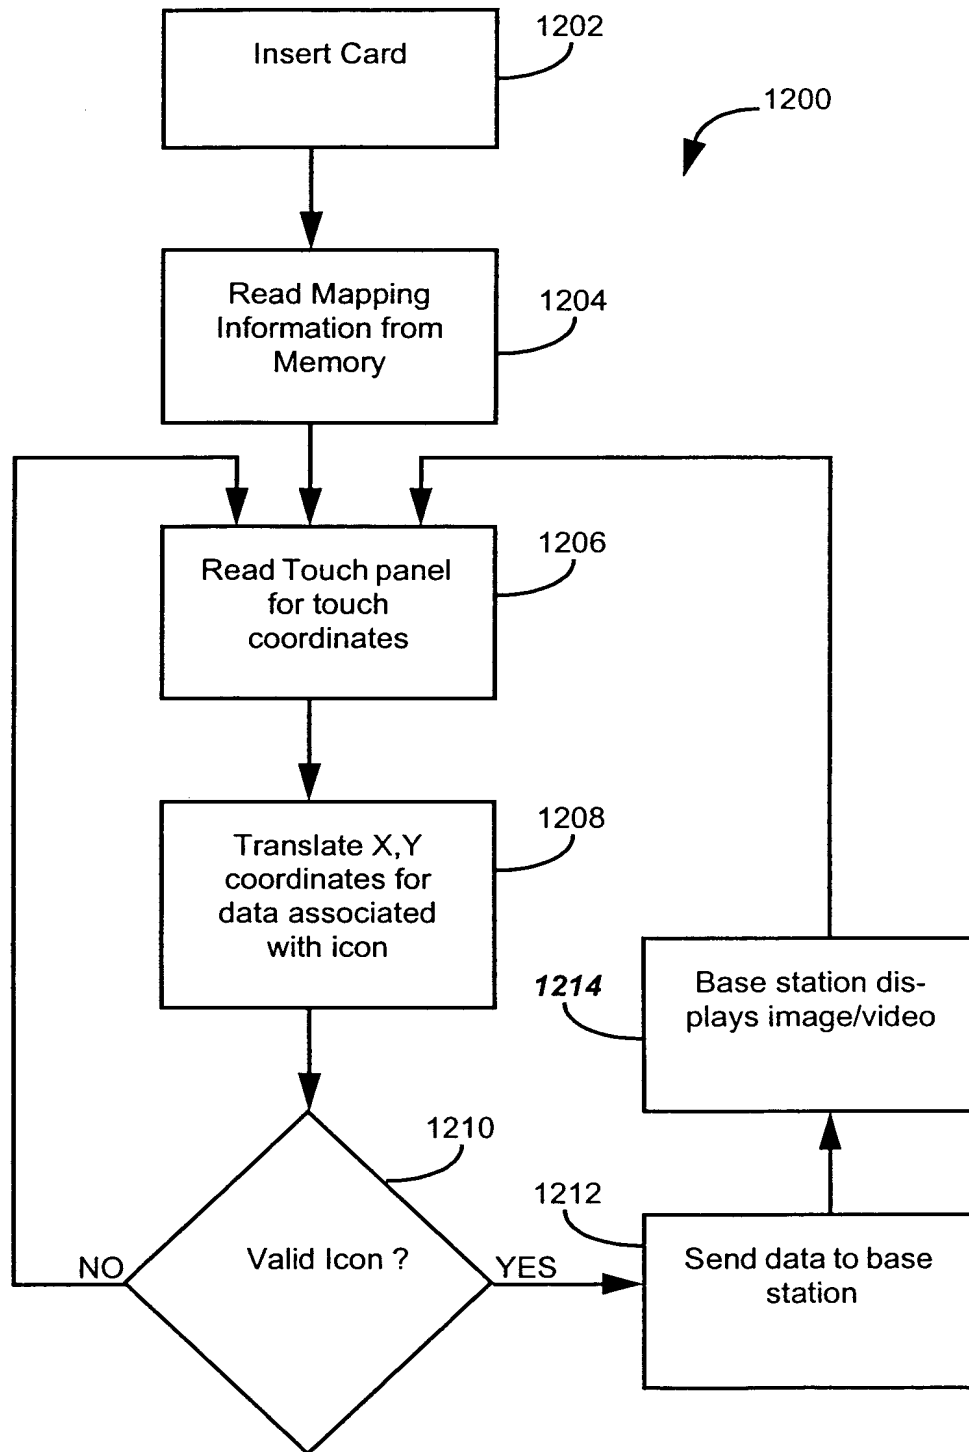 Insert Card
1202
1200
Read Mapping
Information from
Memory
1204
Read Touch panel
for touch
coordinates
1206
Translate X,Y
coordinates for
data associated
with icon
1208
Base station dis-
plays image/video
1214
Valid Icon ?
1210
NO
YES
Send data to base
station
1212